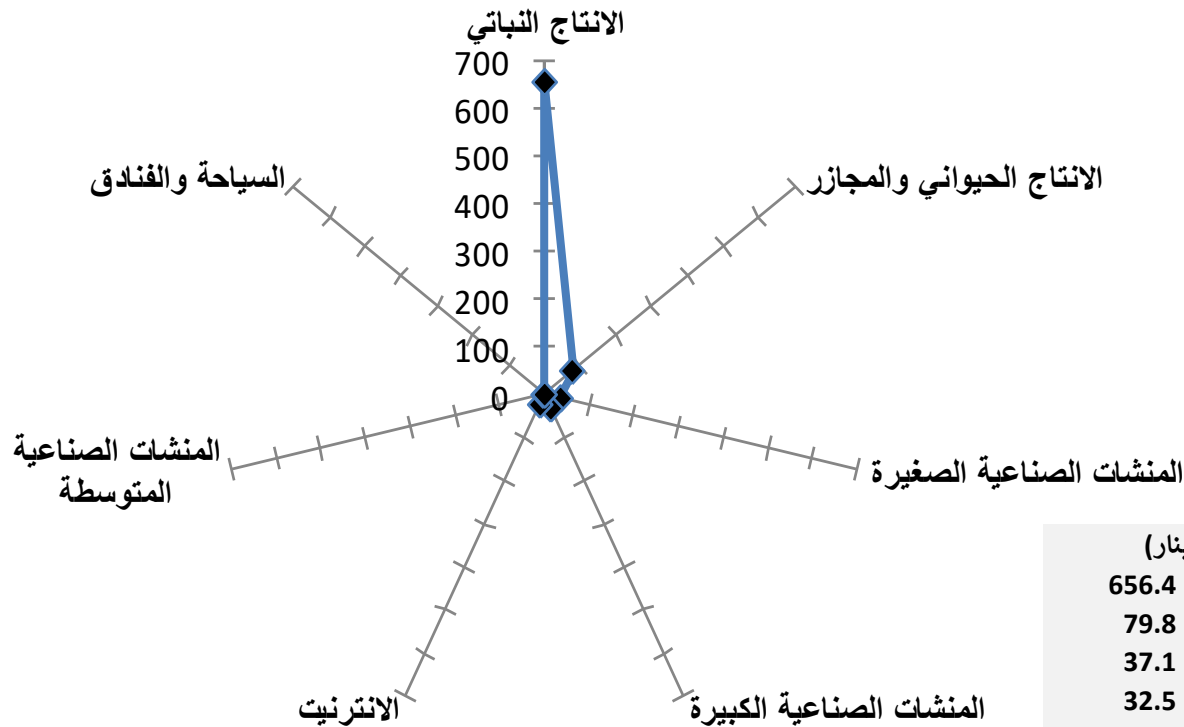 الانتاج النباتي
700
600
500
400
300
200
100
0
الانتاج الحيواني والمجازر
المنشات الصناعية الصغيرة
المنشات الصناعية الكبيرة
الانترنيت
المنشات الصناعية
المتوسطة
السياحة والفنادق
656.4
79.8
37.1
32.5